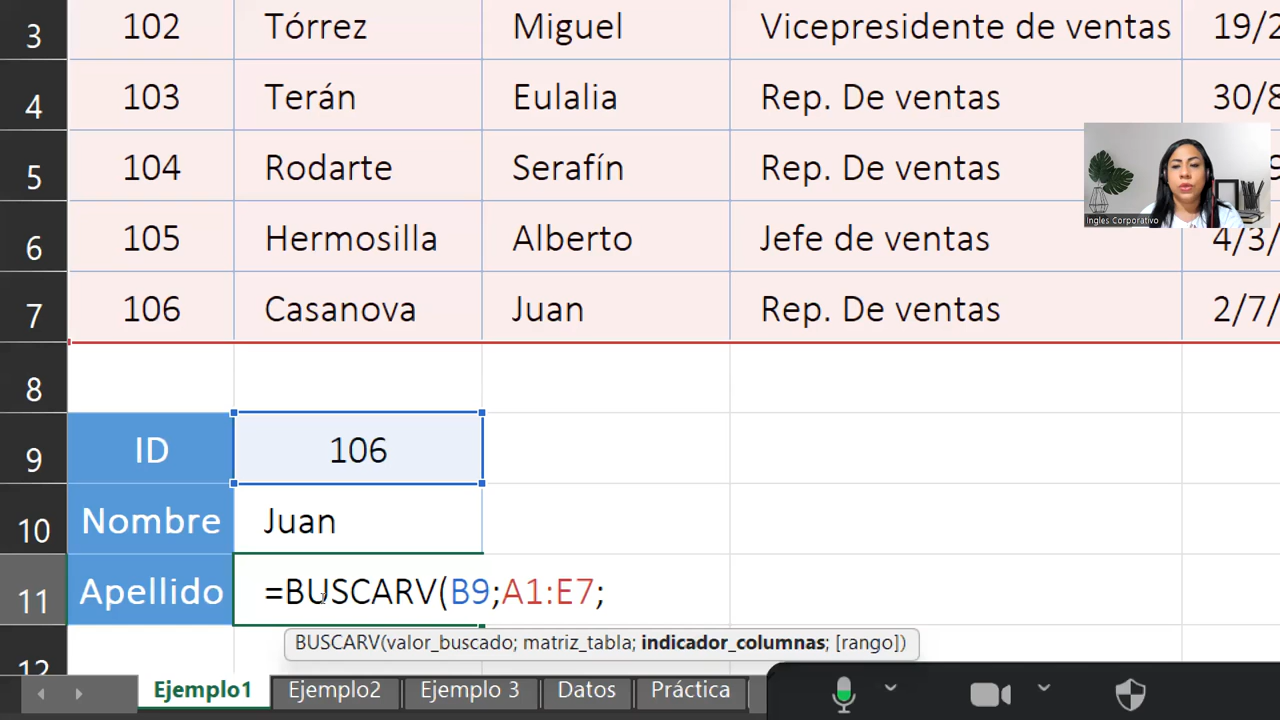 3 102 Tórrez Miguel Vicepresidente de ventas 19/2
4 103 Terán Eulalia Rep. De ventas 30/8
5 104 Rodarte Serafín Rep. De ventas
6 105 Hermosilla Alberto Jefe de ventas 4/3/
7 106 Casanova Juan Rep. De ventas 2/7/
Ingles Corporativo
8
9 ID 106
10 Nombre Juan
11 Apellido =BUSCARV(B9;A1:E7;
BUSCARV(valor_buscado; matriz_tabla; indicador_columnas; [rango])
12
Ejemplo1 Ejemplo2 Ejemplo 3 Datos Práctica